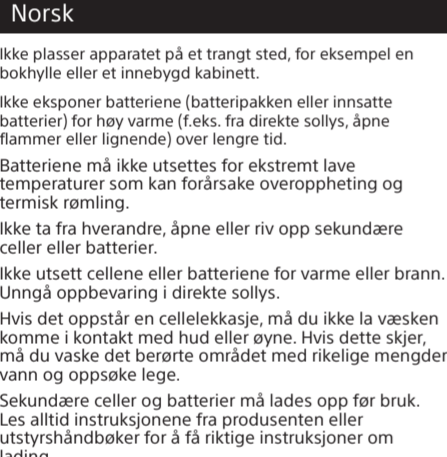 Norsk
Ikke plasser apparatet på et trangt sted, for eksempel en
bokhylle eller et innebygd kabinett.
Ikke eksponer batteriene (batteripakken eller innsatte
batterier) for høy varme (f.eks. fra direkte sollys, åpne
flammer eller lignende) over lengre tid.
Batteriene må ikke utsettes for ekstremt lave
temperaturer som kan forårsake overoppheting og
termisk rømling.
Ikke ta fra hverandre, åpne eller riv opp sekundære
celler eller batterier.
Ikke utsett cellene eller batteriene for varme eller brann.
Unngå oppbevaring i direkte sollys.
Hvis det oppstår en cellelekkasje, må du ikke la væsken
komme i kontakt med hud eller øyne. Hvis dette skjer,
må du vaske det berørte området med rikelige mengder
vann og oppsøke lege.
Sekundære celler og batterier må lades opp før bruk.
Les alltid instruksjonene fra produsenten eller
utstyrshåndbøker for å få riktige instruksjoner om
lading.